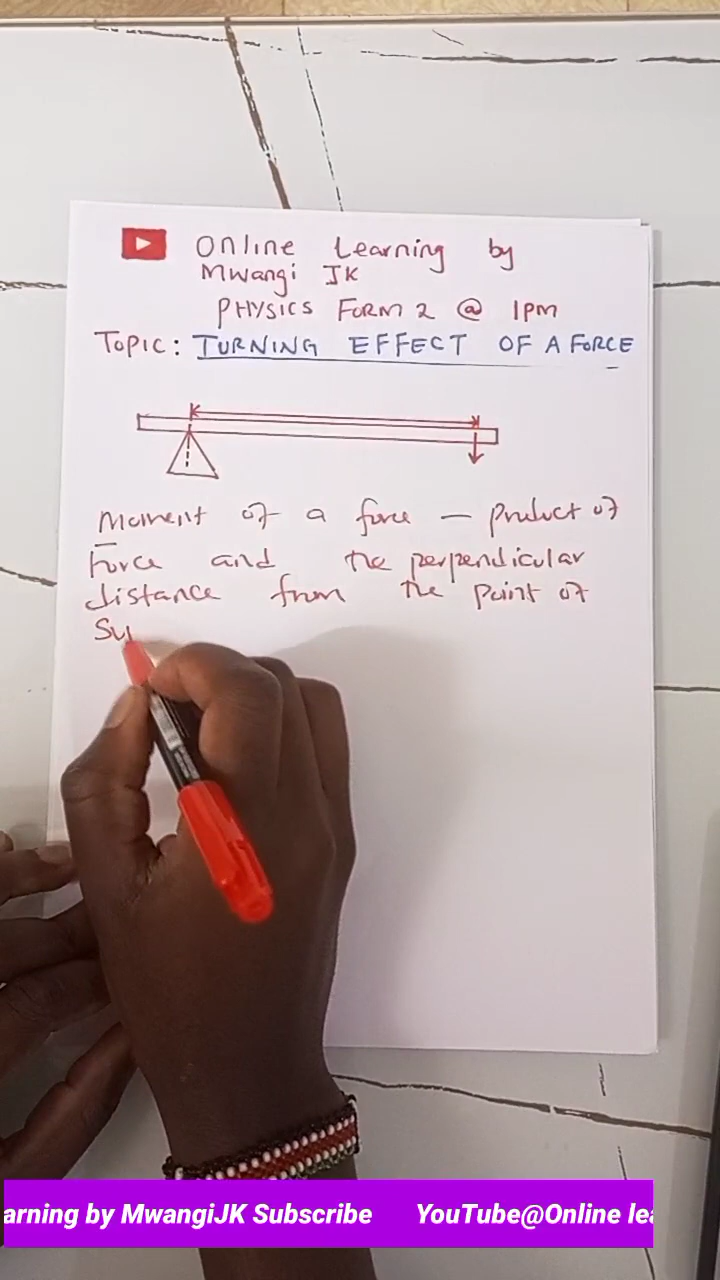 Online Learning by
Mwangi JK
PHYSICS FORM 2 @ 1PM
TOPIC: TURNING EFFECT OF A FORCE
Moment of a force — product of
Force and the perpendicular
distance from the point of
Su
arning by MwangiJK Subscribe YouTube@Online lea